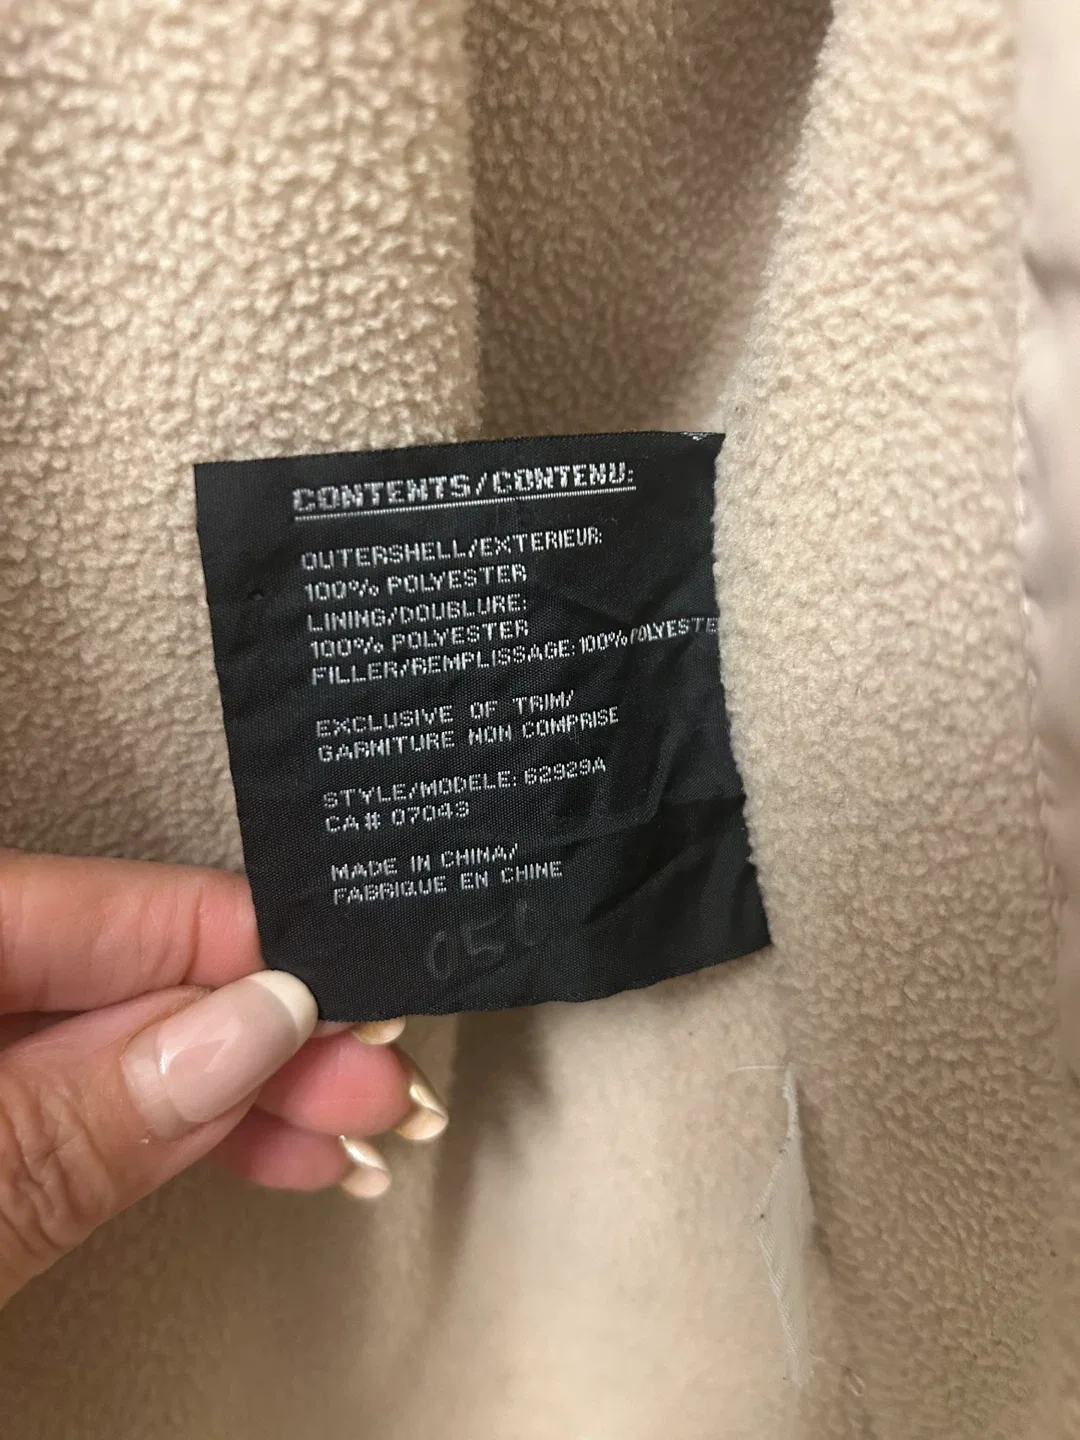 CONTENTS/CONTENU:
OUTERSHELL/EXTERIEUR:
100% POLYESTER
LINING/DOUBLURE:
100% POLYESTER
FILLER/REMPLISSAGE: 100% POLYESTE
EXCLUSIVE OF TRIM/
GARNITURE NON COMPRISE
STYLE/MODELE: 62929A
CA# 07043
MADE IN CHINA/
FABRIQUE EN CHINE